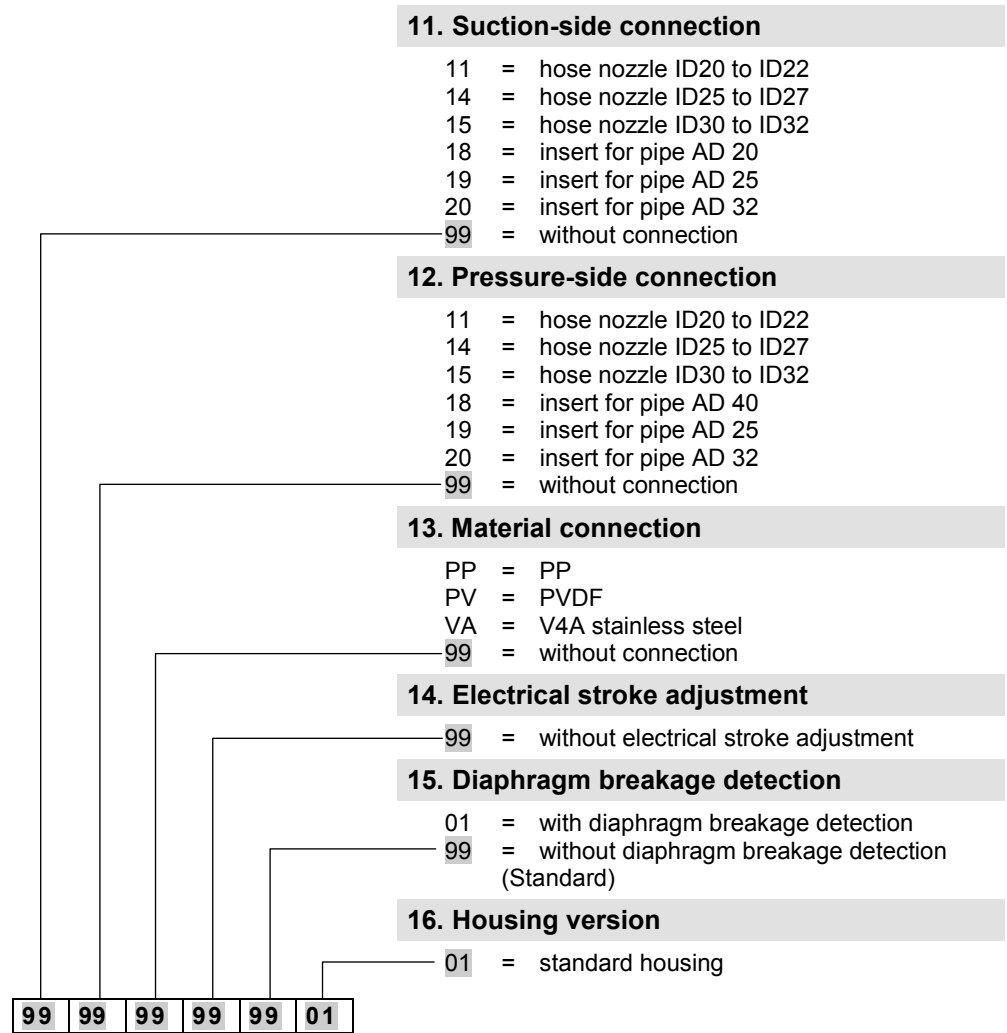 11. Suction-side connection
11 = hose nozzle ID20 to ID22
14 = hose nozzle ID25 to ID27
15 = hose nozzle ID30 to ID32
18 = insert for pipe AD 20
19 = insert for pipe AD 25
20 = insert for pipe AD 32
99 = without connection
12. Pressure-side connection
11 = hose nozzle ID20 to ID22
14 = hose nozzle ID25 to ID27
15 = hose nozzle ID30 to ID32
18 = insert for pipe AD 40
19 = insert for pipe AD 25
20 = insert for pipe AD 32
99 = without connection
13. Material connection
PP = PP
PV = PVDF
VA = V4A stainless steel
99 = without connection
14. Electrical stroke adjustment
99 = without electrical stroke adjustment
15. Diaphragm breakage detection
01 = with diaphragm breakage detection
99 = without diaphragm breakage detection
(Standard)
16. Housing version
01 = standard housing
99 99 99 99 99 01